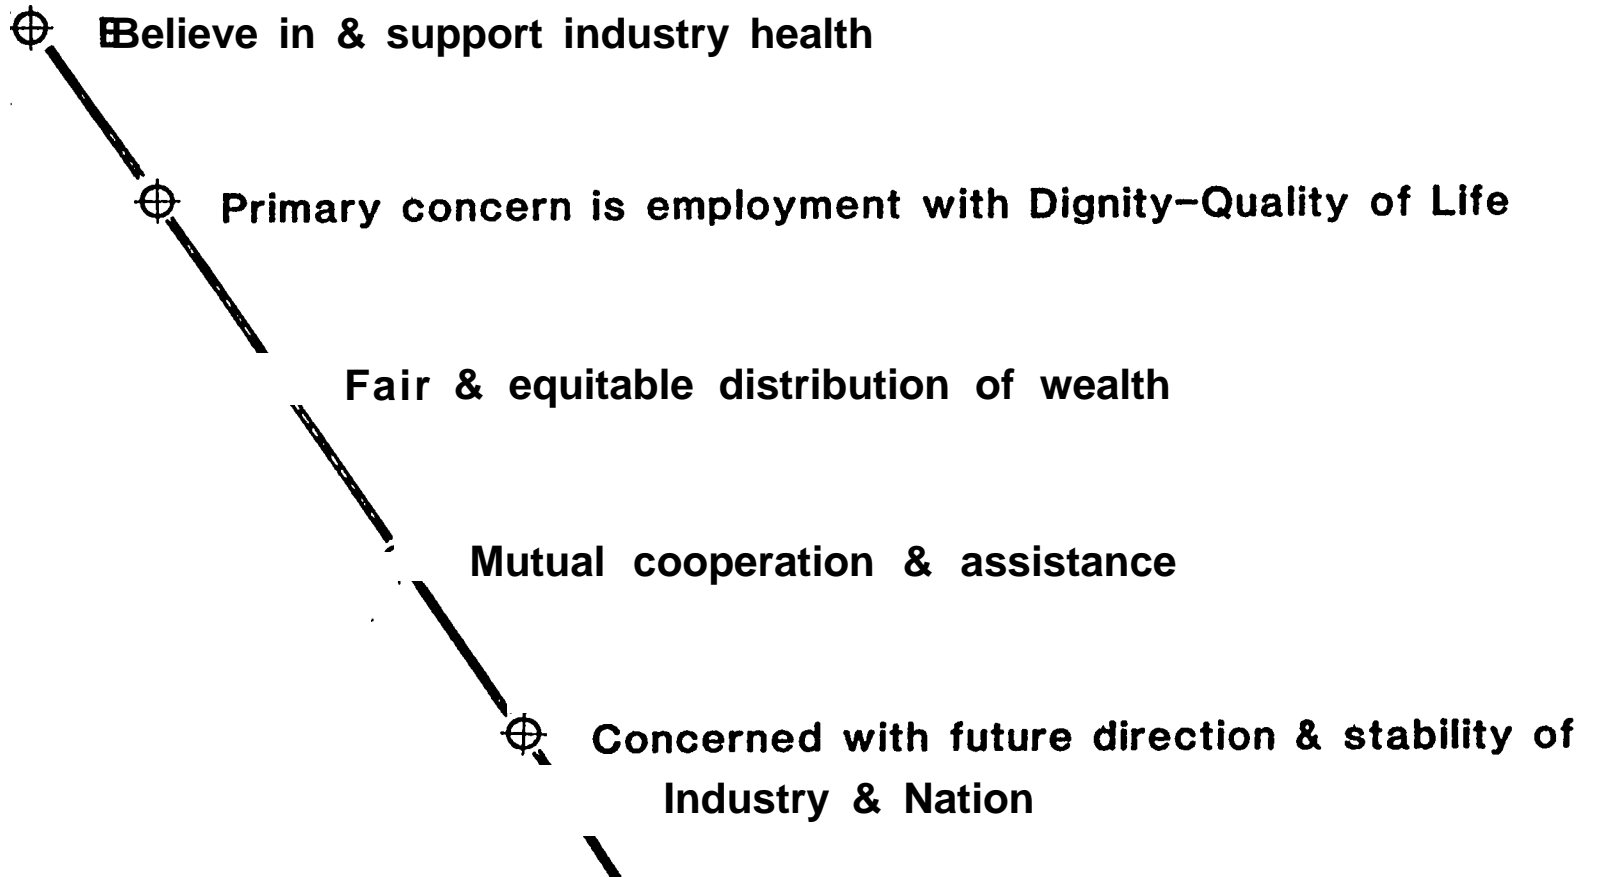 Believe in & support industry health
Primary concern is employment with Dignity-Quality of Life
Fair & equitable distribution of wealth
Mutual cooperation & assistance
Concerned with future direction & stability of
Industry & Nation